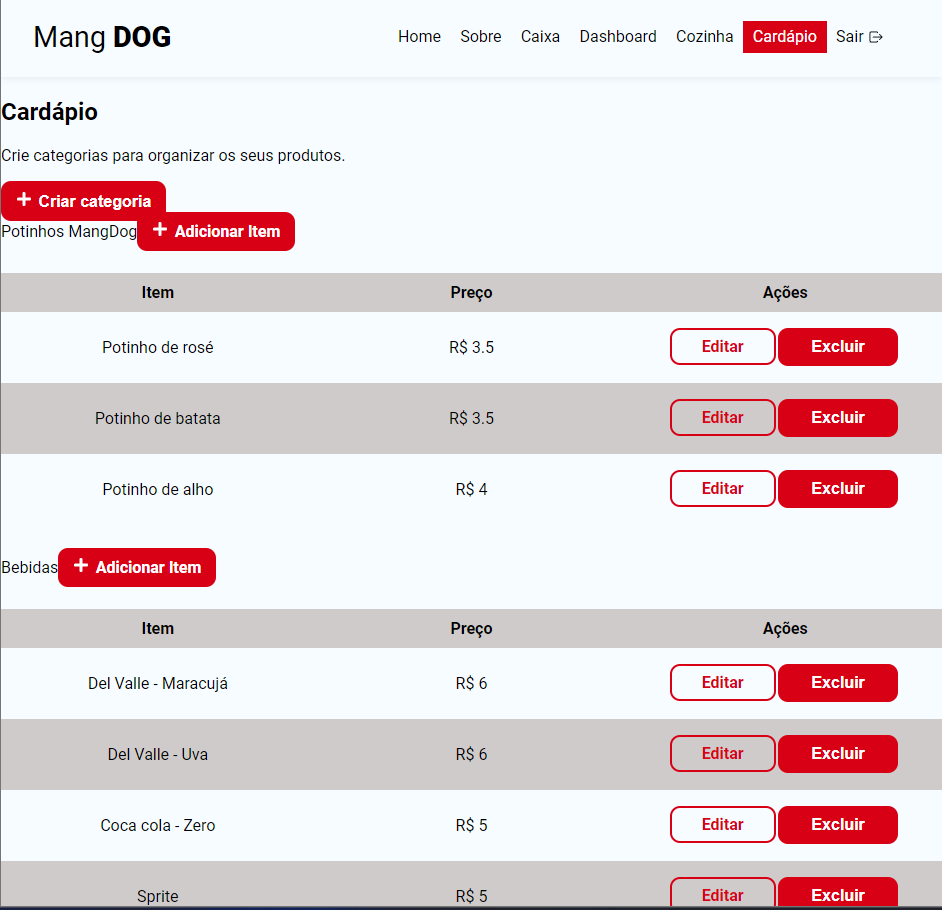 Mang DOG
Home Sobre Caixa Dashboard Cozinha Cardápio Sair
Cardápio
Crie categorias para organizar os seus produtos.
+ Criar categoria
Potinhos MangDog + Adicionar Item
Item Preço Ações
Potinho de rosé R$ 3.5 Editar Excluir
Potinho de batata R$ 3.5 Editar Excluir
Potinho de alho R$ 4 Editar Excluir
Bebidas + Adicionar Item
Item Preço Ações
Del Valle - Maracujá R$ 6 Editar Excluir
Del Valle - Uva R$ 6 Editar Excluir
Coca cola - Zero R$ 5 Editar Excluir
Sprite R$ 5 Editar Excluir